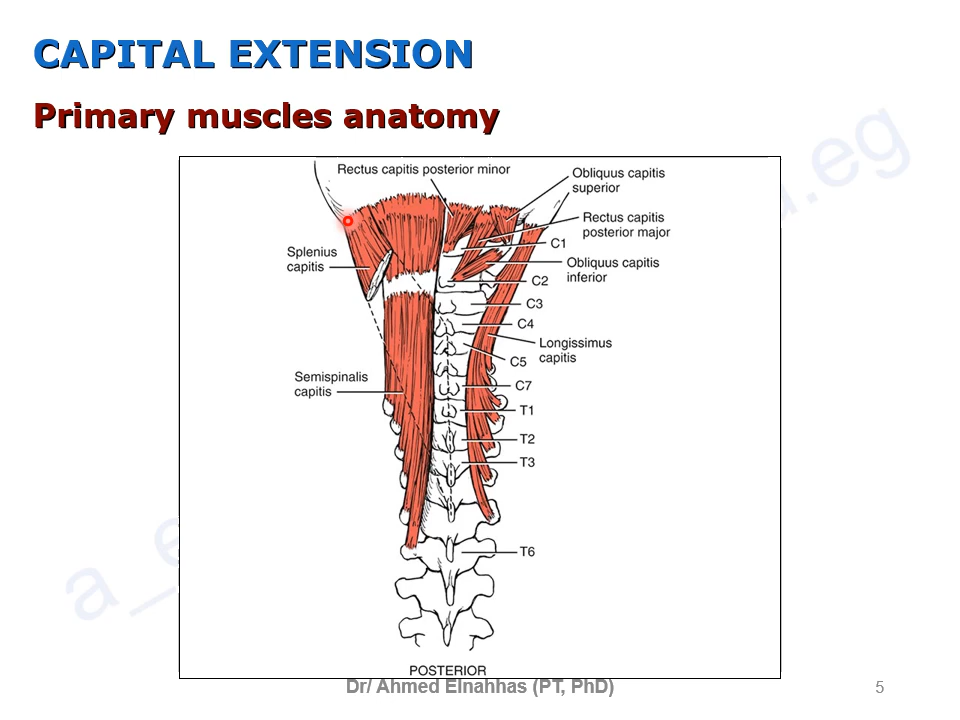 CAPITAL EXTENSION
Primary muscles anatomy
Rectus capitis posterior minor
Obliquus capitis
superior
Rectus capitis
posterior major
C1
Splenius
capitis
Obliquus capitis
inferior
C2
C3
C4
Longissimus
capitis
C5
Semispinalis
capitis
C7
T1
T2
T3
T6
POSTERIOR
Dr/ Ahmed Elnahhas (PT, PhD)
5